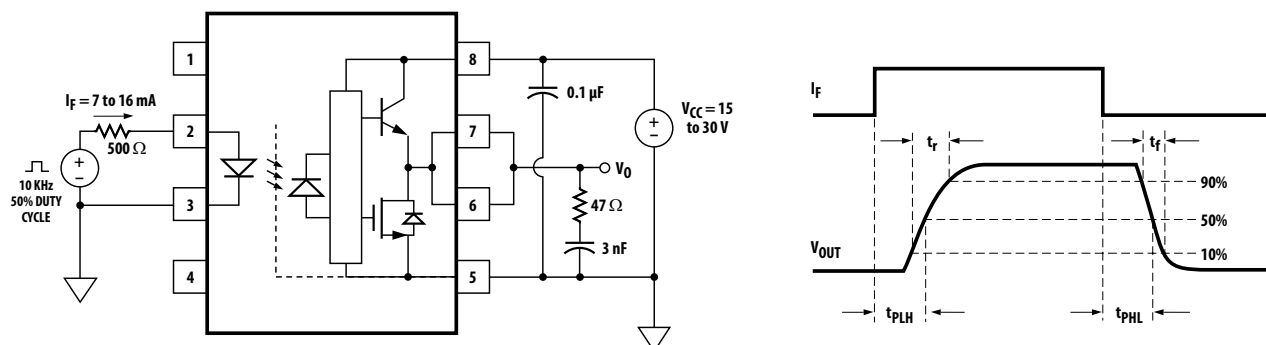 1
8
I_F = 7 to 16 mA
0.1 µF
V_CC = 15
to 30 V
2
+
–
500 Ω
7
+
–
V_O
10 KHz
50% DUTY
CYCLE
3
6
47 Ω
3 nF
4
5
I_F
t_r
t_f
90%
50%
10%
V_OUT
t_PLH
t_PHL